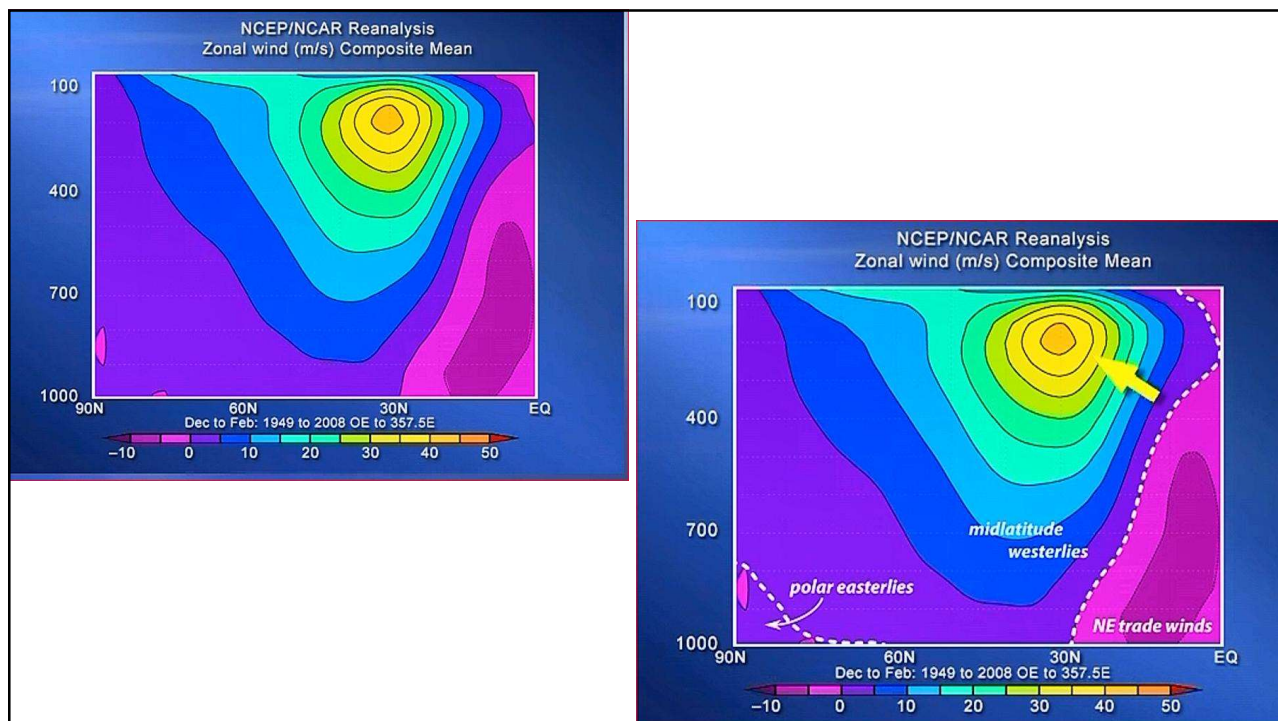 NCEP/NCAR Reanalysis
Zonal wind (m/s) Composite Mean
100
400
700
1000
90N 60N 30N EQ
Dec to Feb: 1949 to 2008 OE to 357.5E
–10 0 10 20 30 40 50
NCEP/NCAR Reanalysis
Zonal wind (m/s) Composite Mean
100
400
700
midlatitude
westerlies
polar easterlies
NE trade winds
1000
90N 60N 30N EQ
Dec to Feb: 1949 to 2008 OE to 357.5E
–10 0 10 20 30 40 50